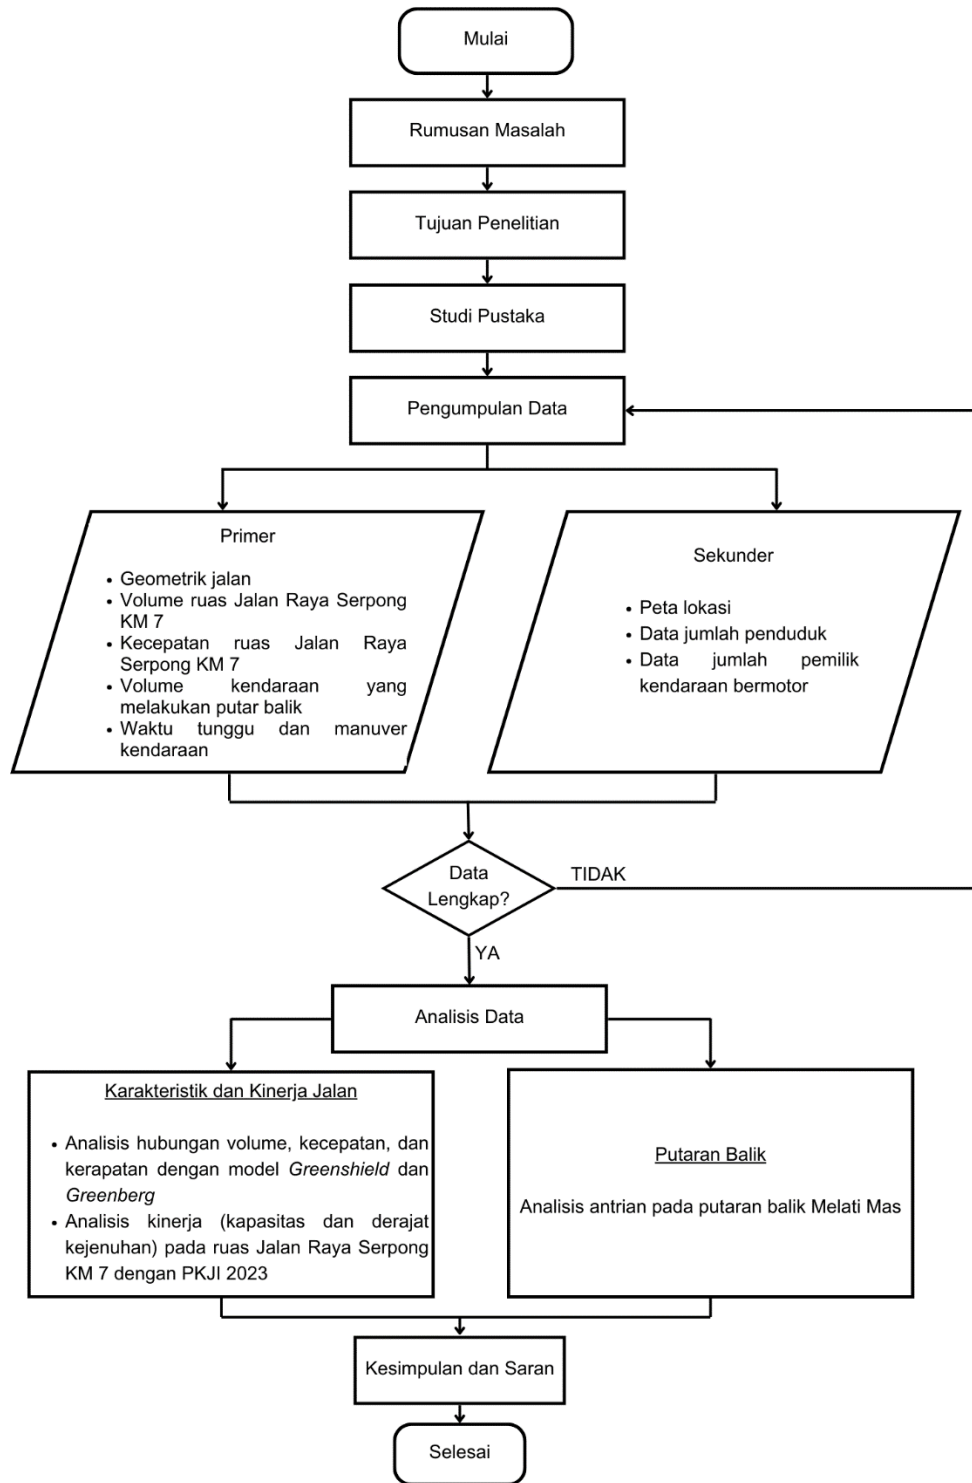 Mulai
Rumusan Masalah
Tujuan Penelitian
Studi Pustaka
Pengumpulan Data
Primer
• Geometrik jalan
• Volume ruas Jalan Raya Serpong
KM 7
• Kecepatan ruas Jalan Raya
Serpong KM 7
• Volume kendaraan yang
melakukan putar balik
• Waktu tunggu dan manuver
kendaraan
Sekunder
• Peta lokasi
• Data jumlah penduduk
• Data jumlah pemilik
kendaraan bermotor
Data
Lengkap?
TIDAK
YA
Analisis Data
Karakteristik dan Kinerja Jalan
• Analisis hubungan volume, kecepatan, dan
kerapatan dengan model Greenshield dan
Greenberg
• Analisis kinerja (kapasitas dan derajat
kejenuhan) pada ruas Jalan Raya Serpong
KM 7 dengan PKJI 2023
Putaran Balik
Analisis antrian pada putaran balik Melati Mas
Kesimpulan dan Saran
Selesai